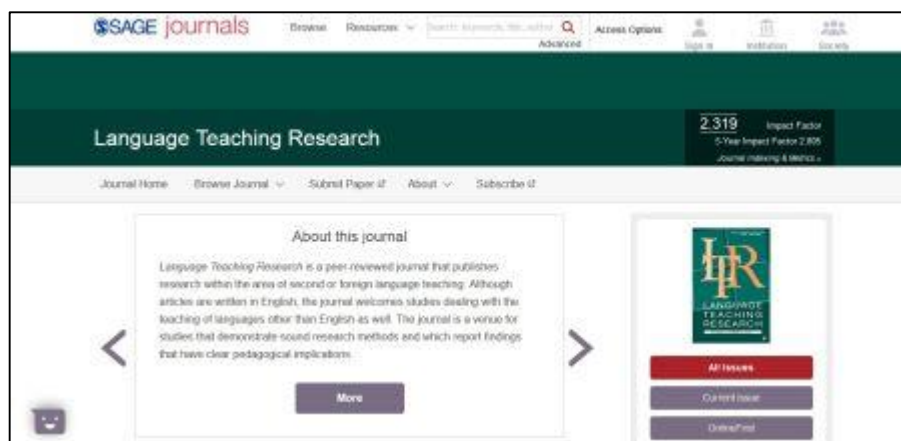 SAGE journals
Browse Resources
Advanced
Access Options
Sign In Institution Society
Language Teaching Research
2.319 Impact Factor
5-Year Impact Factor
Journal Indexing & Metrics »
Journal Home Browse Journal Submit Paper About Subscribe
About this journal
Language Teaching Research is a peer-reviewed journal that publishes
research within the area of second or foreign language teaching. Although
articles are written in English, the journal welcomes studies dealing with the
teaching of languages other than English as well. The journal is a venue for
studies that demonstrate sound research methods and which report findings
that have clear pedagogical implications.
More
LTR
LANGUAGE
TEACHING
RESEARCH
All Issues
Current Issue
OnlineFirst